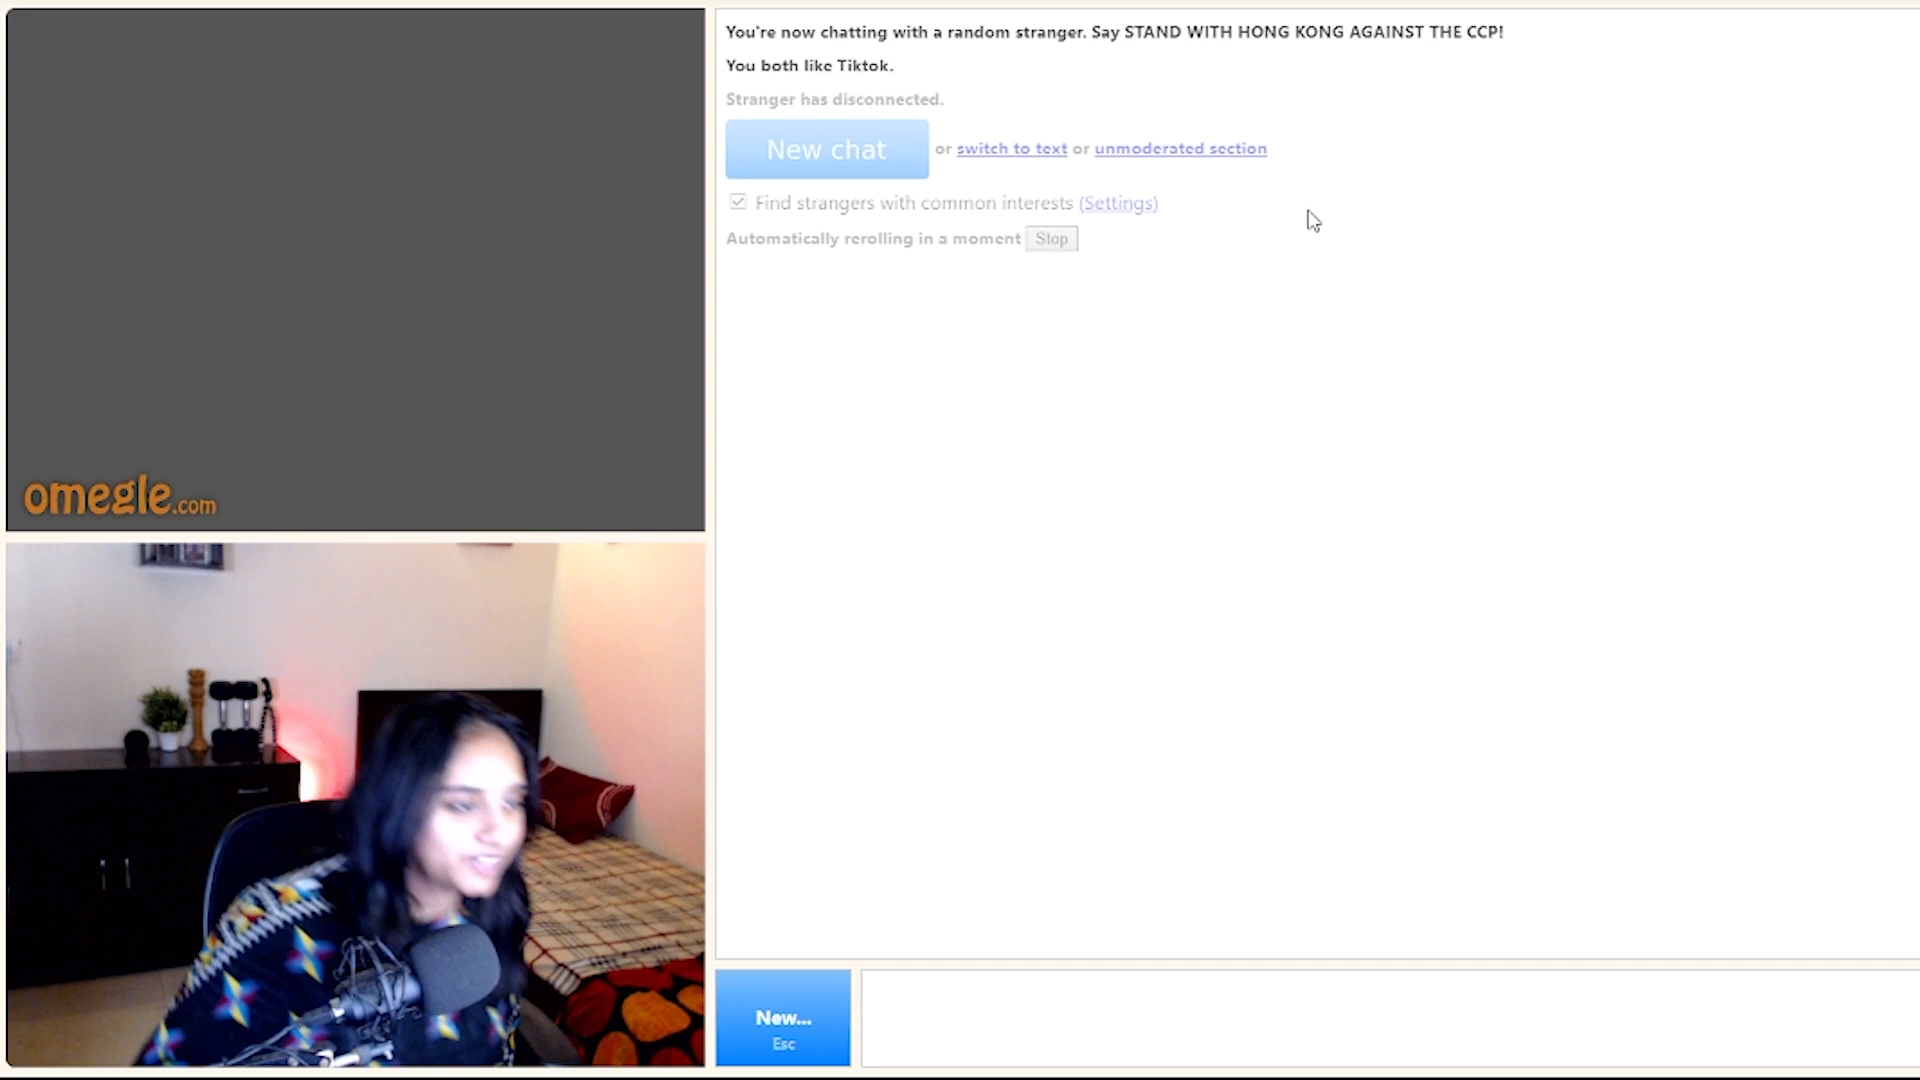 You're now chatting with a random stranger. Say STAND WITH HONG KONG AGAINST THE CCP!
You both like Tiktok.
Stranger has disconnected.
New chat or switch to text or unmoderated section
Find strangers with common interests (Settings)
Automatically rerolling in a moment Stop
omegle.com
New...
Esc